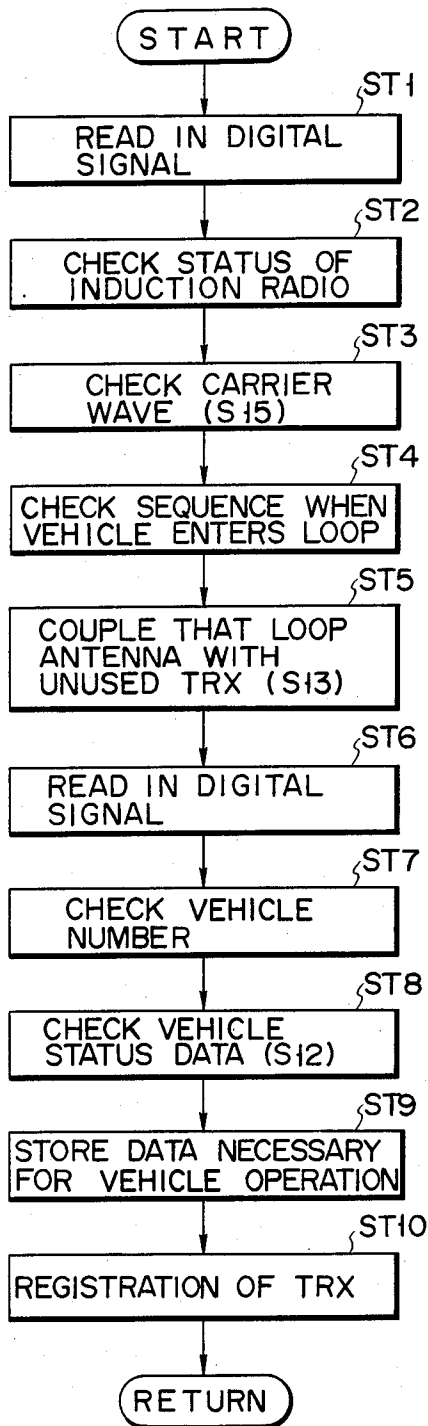 START
ST1
READ IN DIGITAL
SIGNAL
ST2
CHECK STATUS OF
INDUCTION RADIO
ST3
CHECK CARRIER
WAVE (S15)
ST4
CHECK SEQUENCE WHEN
VEHICLE ENTERS LOOP
ST5
COUPLE THAT LOOP
ANTENNA WITH
UNUSED TRX (S13)
ST6
READ IN DIGITAL
SIGNAL
ST7
CHECK VEHICLE
NUMBER
ST8
CHECK VEHICLE
STATUS DATA (S12)
ST9
STORE DATA NECESSARY
FOR VEHICLE OPERATION
ST10
REGISTRATION OF TRX
RETURN